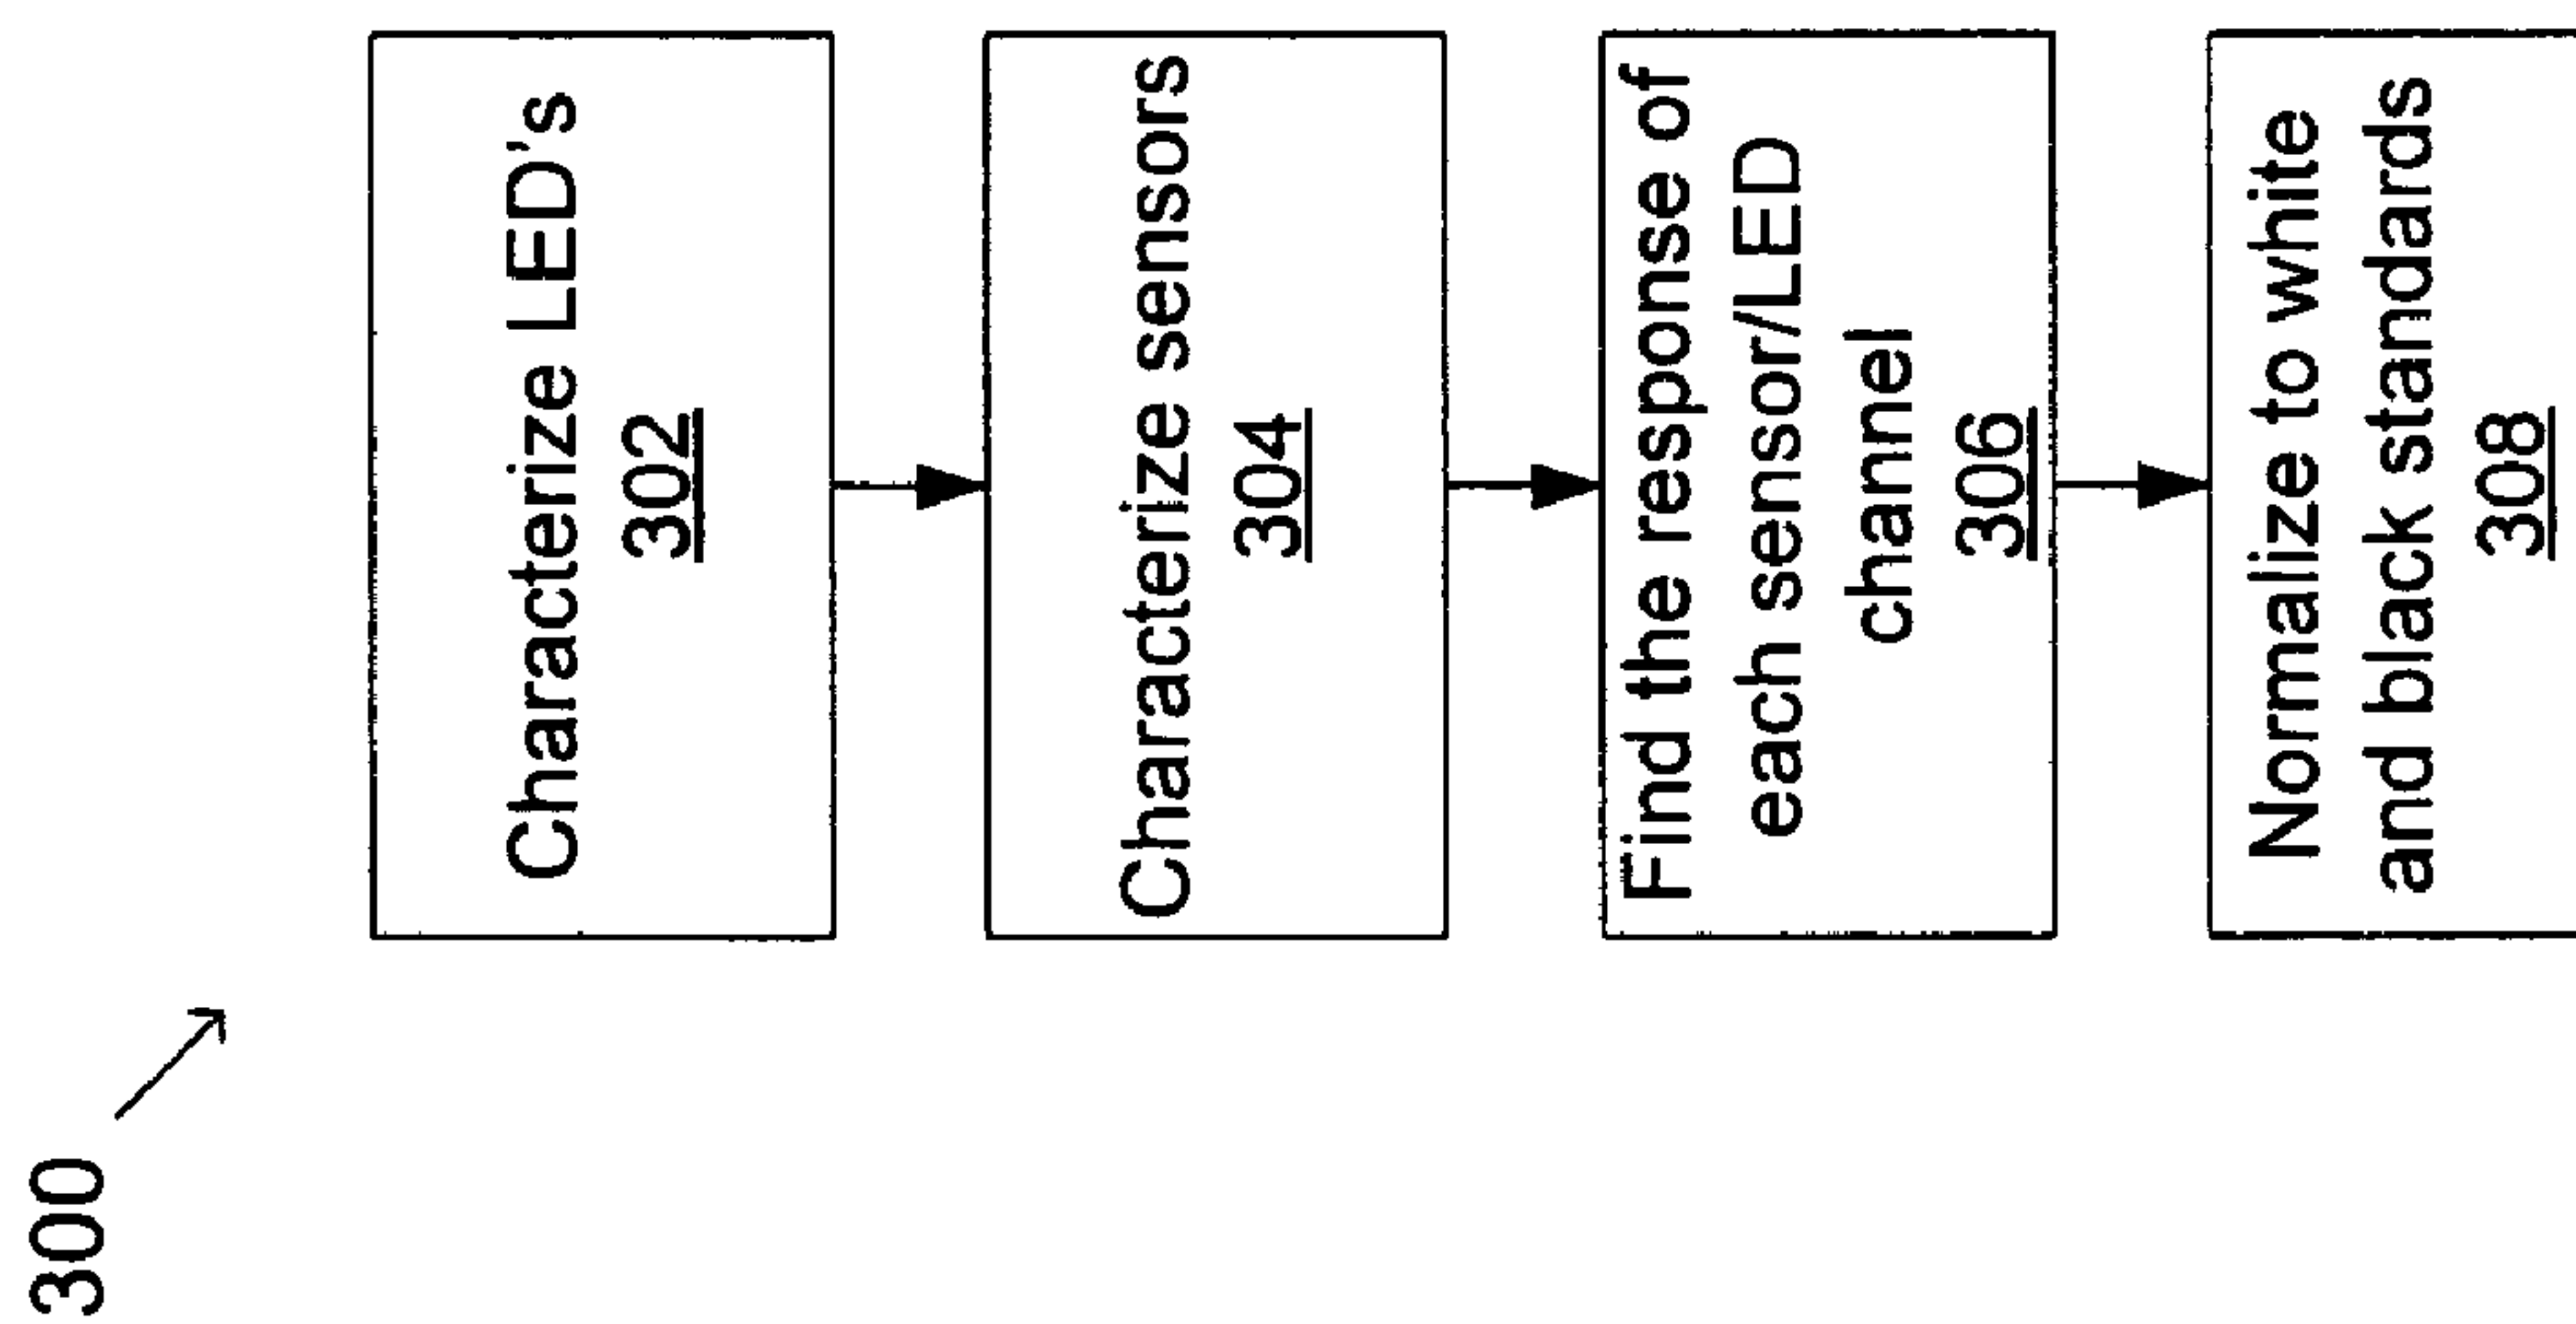 300
Characterize LED's
302
Characterize sensors
304
Find the response of
each sensor/LED
channel
306
Normalize to white
and black standards
308